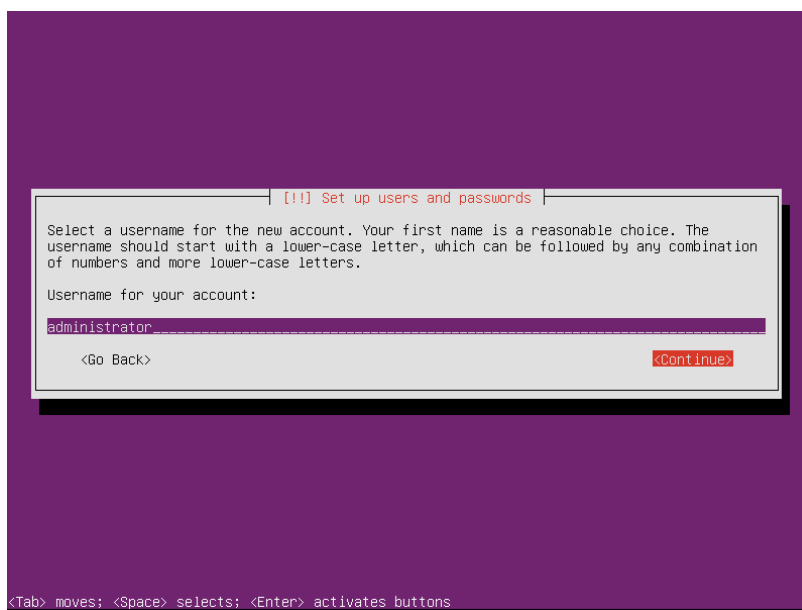 [!!] Set up users and passwords
Select a username for the new account. Your first name is a reasonable choice. The
username should start with a lower-case letter, which can be followed by any combination
of numbers and more lower-case letters.
Username for your account:
administrator
<Go Back> <Continue>
<Tab> moves; <Space> selects; <Enter> activates buttons